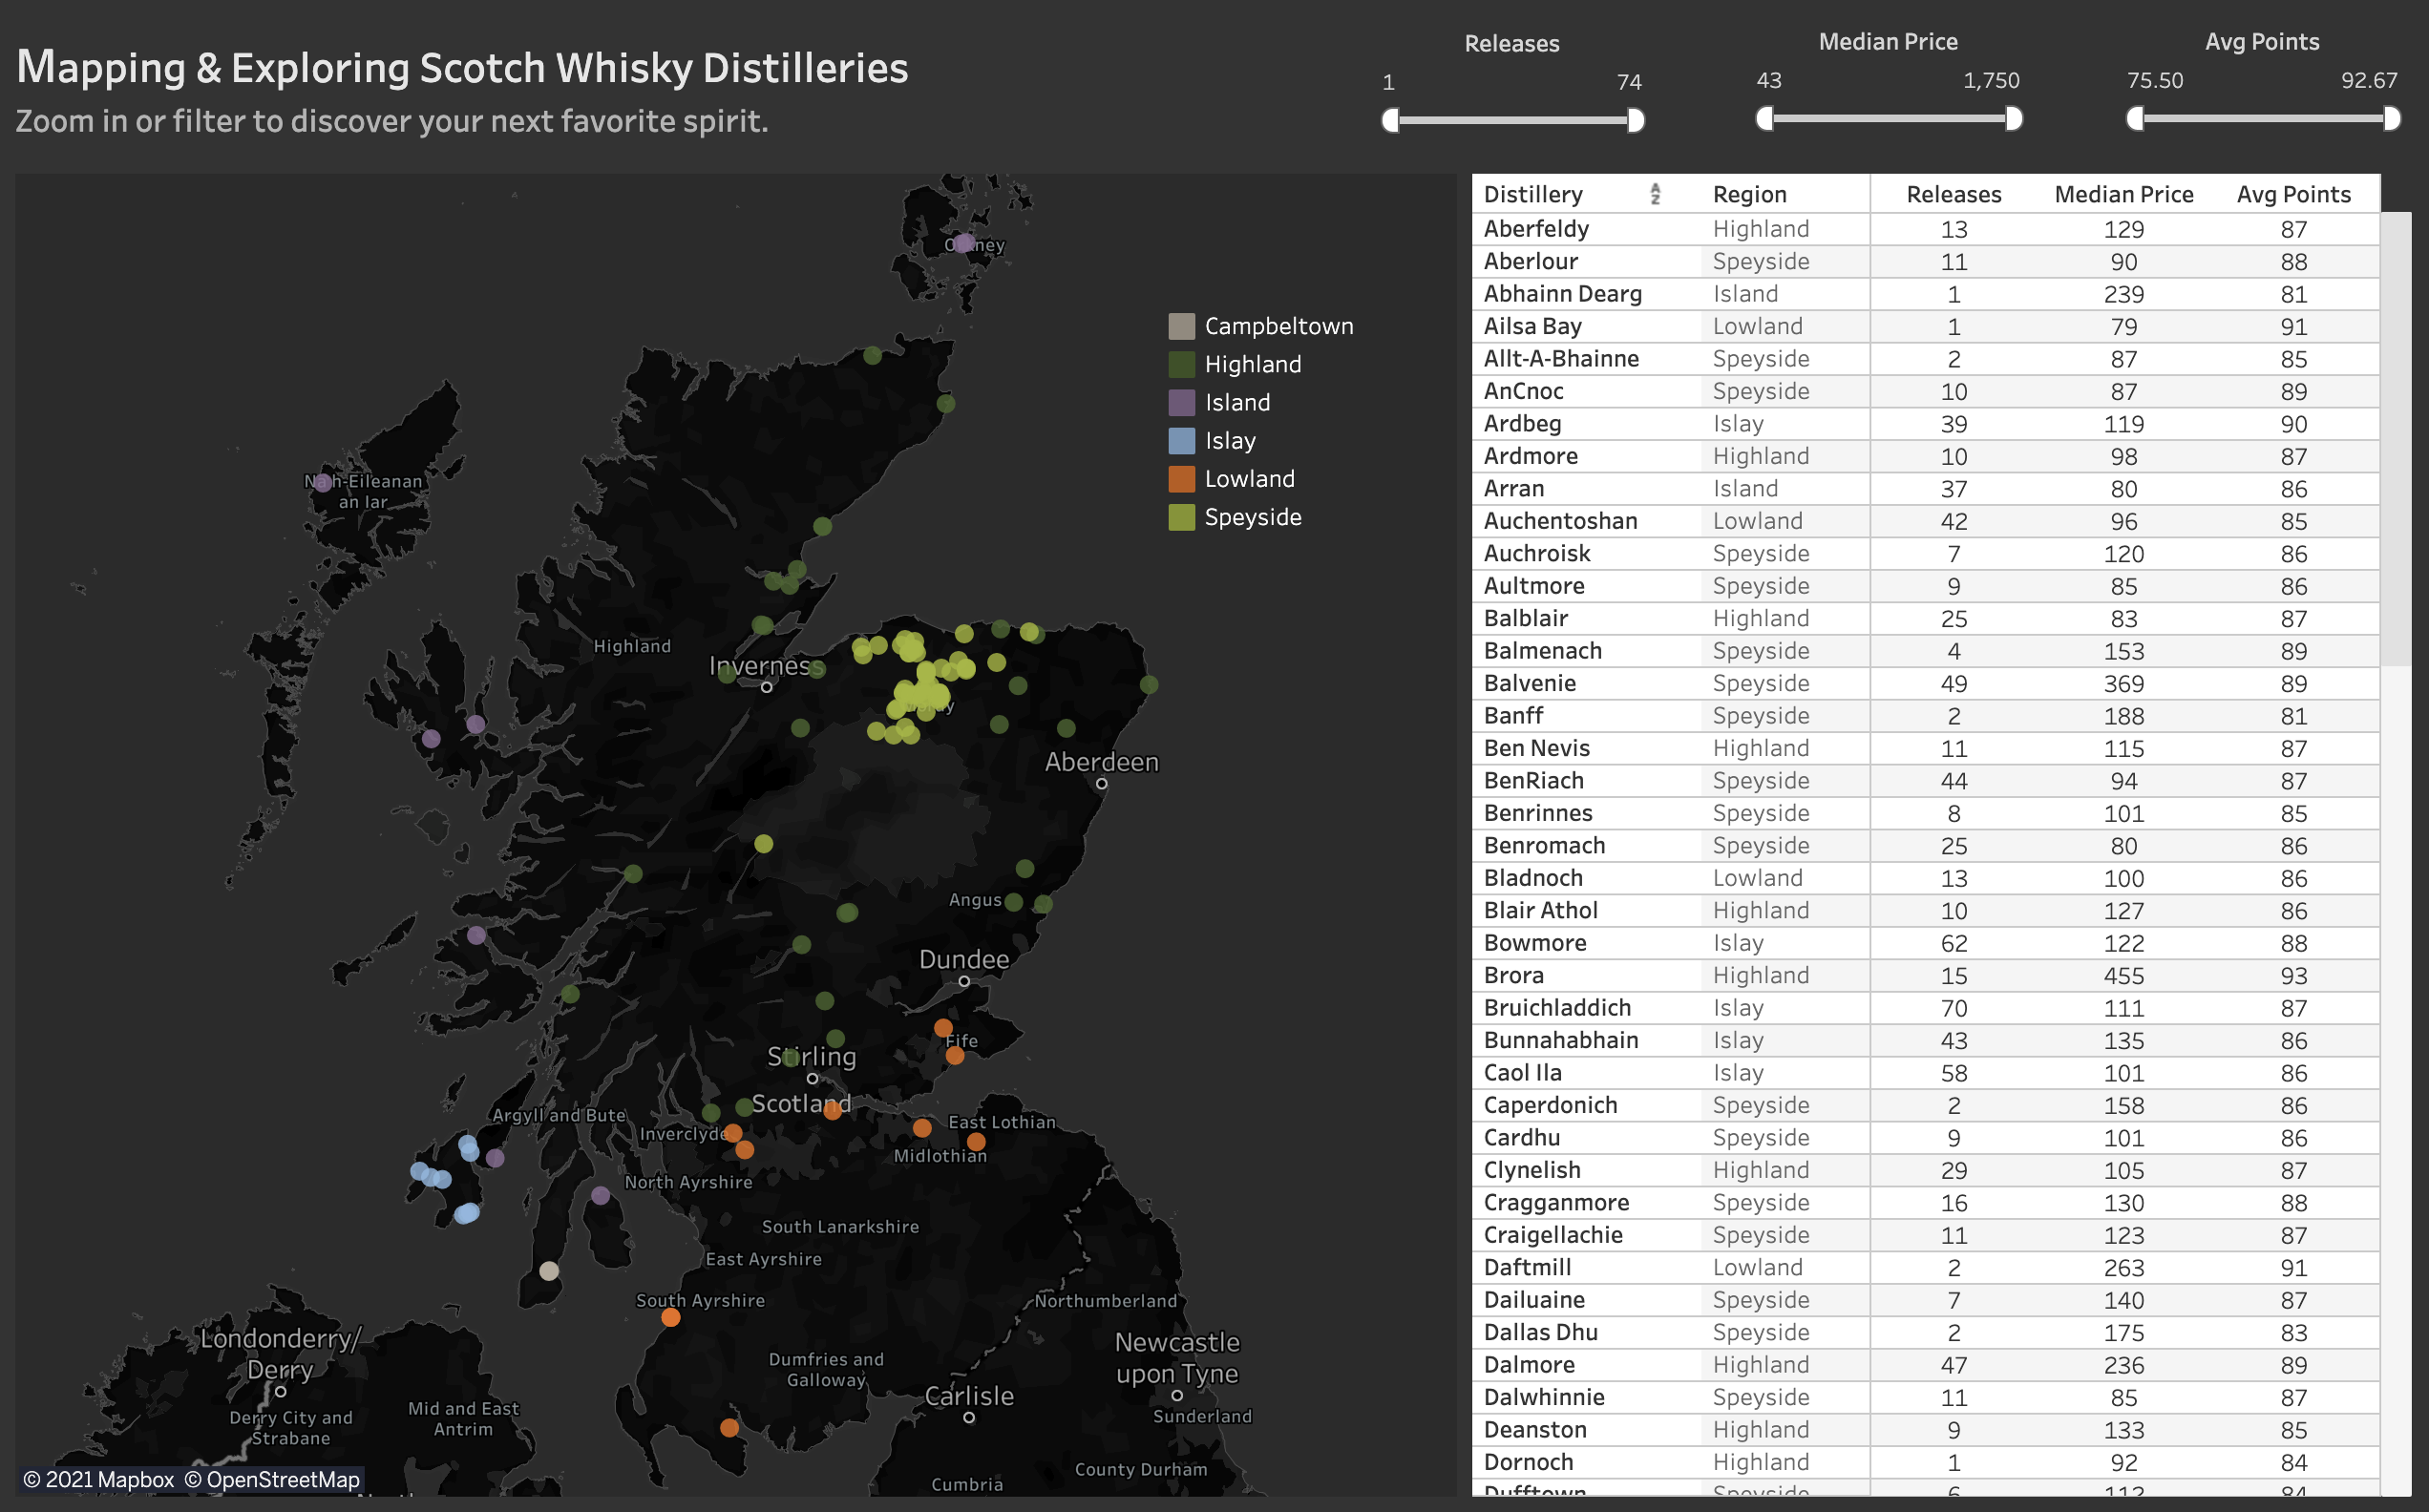 Mapping & Exploring Scotch Whisky Distilleries
Zoom in or filter to discover your next favorite spirit.
Releases
1 74
Median Price
43 1,750
Avg Points
75.50 92.67
Orkney
Campbeltown
Highland
Island
Islay
Lowland
Speyside
Na h-Eileanan
an Iar
Highland
Inverness
Aberdeen
Angus
Dundee
Fife
Stirling
Scotland
Argyll and Bute
Inverclyde
East Lothian
Midlothian
North Ayrshire
South Lanarkshire
East Ayrshire
South Ayrshire
Northumberland
Londonderry/
Derry
Newcastle
upon Tyne
Dumfries and
Galloway
Carlisle
Derry City and
Strabane
Mid and East
Antrim
Sunderland
County Durham
Cumbria
© 2021 Mapbox © OpenStreetMap
Distillery A Z Region Releases Median Price Avg Points
Aberfeldy Highland 13 129 87
Aberlour Speyside 11 90 88
Abhainn Dearg Island 1 239 81
Ailsa Bay Lowland 1 79 91
Allt-A-Bhainne Speyside 2 87 85
AnCnoc Speyside 10 87 89
Ardbeg Islay 39 119 90
Ardmore Highland 10 98 87
Arran Island 37 80 86
Auchentoshan Lowland 42 96 85
Auchroisk Speyside 7 120 86
Aultmore Speyside 9 85 86
Balblair Highland 25 83 87
Balmenach Speyside 4 153 89
Balvenie Speyside 49 369 89
Banff Speyside 2 188 81
Ben Nevis Highland 11 115 87
BenRiach Speyside 44 94 87
Benrinnes Speyside 8 101 85
Benromach Speyside 25 80 86
Bladnoch Lowland 13 100 86
Blair Athol Highland 10 127 86
Bowmore Islay 62 122 88
Brora Highland 15 455 93
Bruichladdich Islay 70 111 87
Bunnahabhain Islay 43 135 86
Caol Ila Islay 58 101 86
Caperdonich Speyside 2 158 86
Cardhu Speyside 9 101 86
Clynelish Highland 29 105 87
Cragganmore Speyside 16 130 88
Craigellachie Speyside 11 123 87
Daftmill Lowland 2 263 91
Dailuaine Speyside 7 140 87
Dallas Dhu Speyside 2 175 83
Dalmore Highland 47 236 89
Dalwhinnie Speyside 11 85 87
Deanston Highland 9 133 85
Dornoch Highland 1 92 84
Dufftown Speyside 6 112 84